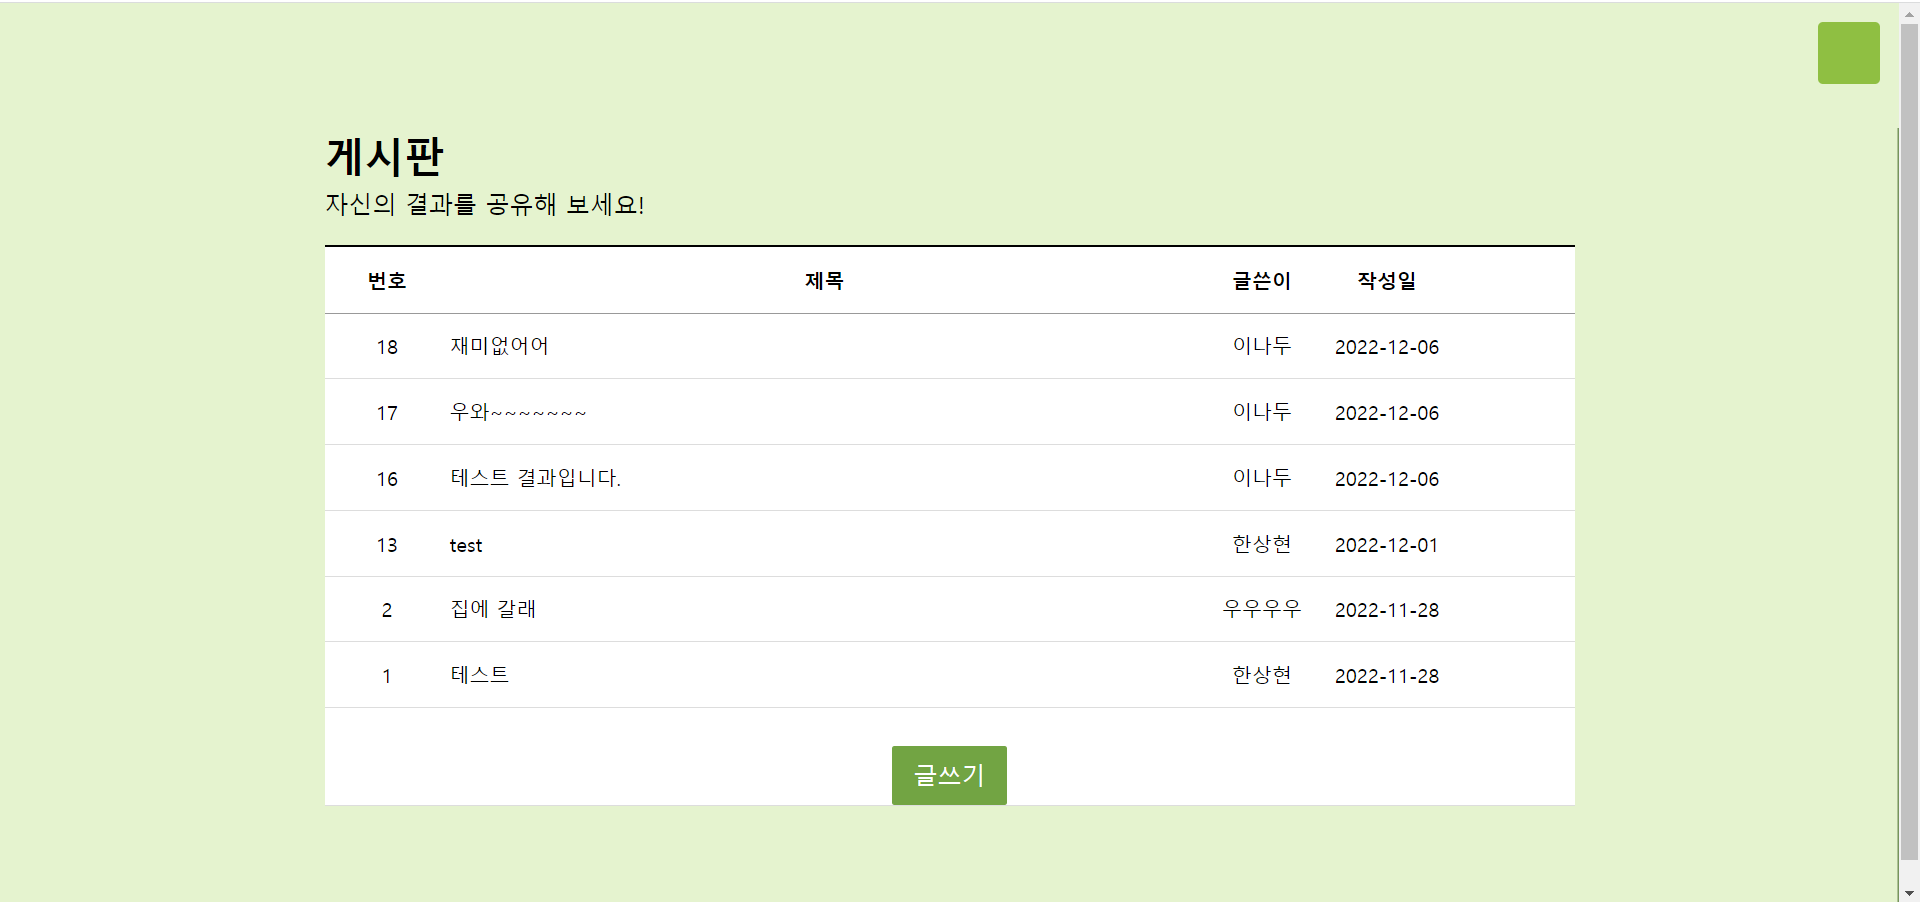 게시판
자신의 결과를 공유해 보세요!
번호 제목 글쓴이 작성일
18 재미없어어 이나두 2022-12-06
17 우와~~~~~~~ 이나두 2022-12-06
16 테스트 결과입니다. 이나두 2022-12-06
13 test 한상현 2022-12-01
2 집에 갈래 우우우우 2022-11-28
1 테스트 한상현 2022-11-28
글쓰기